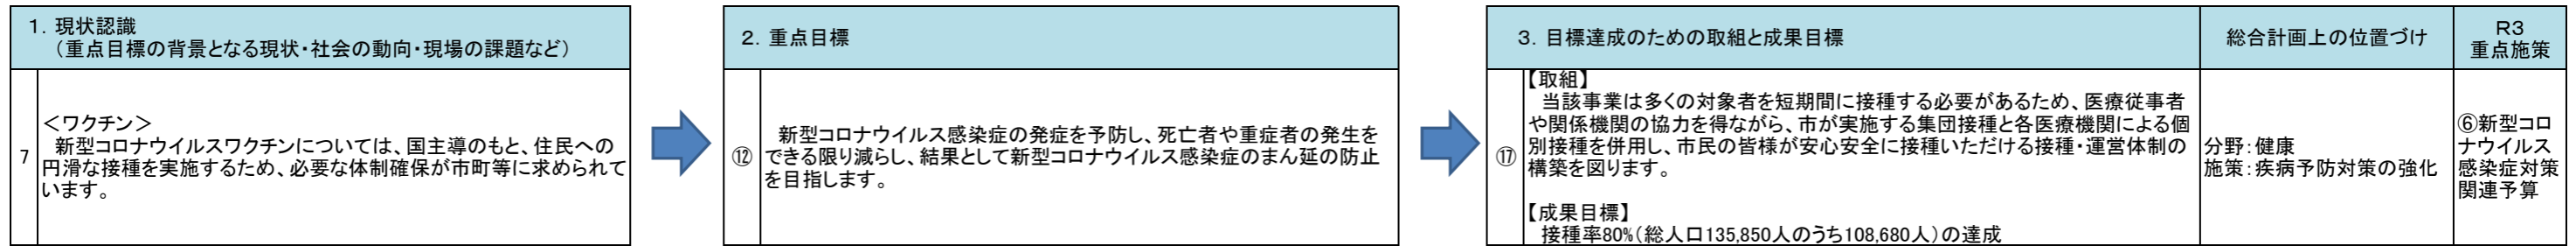 １．現状認識
（重点目標の背景となる現状・社会の動向・現場の課題など）
7
＜ワクチン＞
　新型コロナウイルスワクチンについては、国主導のもと、住民への
円滑な接種を実施するため、必要な体制確保が市町等に求められて
います。
２．重点目標
⑫
　新型コロナウイルス感染症の発症を予防し、死亡者や重症者の発生を
できる限り減らし、結果として新型コロナウイルス感染症のまん延の防止
を目指します。
３．目標達成のための取組と成果目標
⑰
【取組】
　当該事業は多くの対象者を短期間に接種する必要があるため、医療従事者
や関係機関の協力を得ながら、市が実施する集団接種と各医療機関による個
別接種を併用し、市民の皆様が安心安全に接種いただける接種・運営体制の
構築を図ります。
【成果目標】
　接種率80%（総人口135,850人のうち108,680人）の達成
総合計画上の位置づけ
分野：健康
施策：疾病予防対策の強化
Ｒ３
重点施策
⑥新型コロ
ナウイルス
感染症対策
関連予算